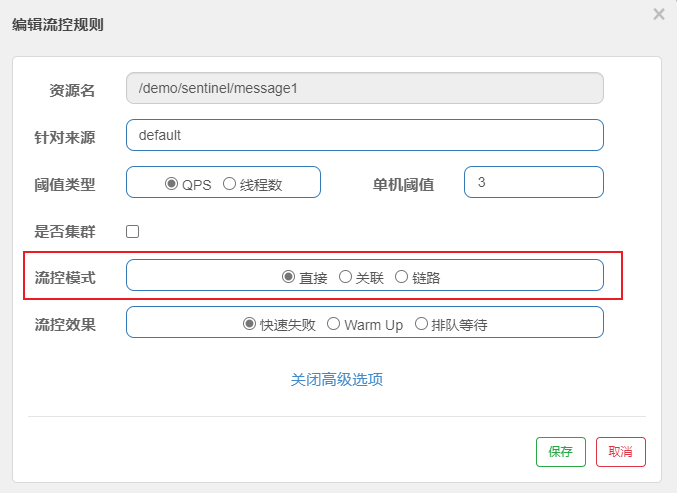 编辑流控规则 ×
资源名 /demo/sentinel/message1
针对来源 default
阈值类型 QPS 线程数 单机阈值 3
是否集群
流控模式 直接 关联 链路
流控效果 快速失败 Warm Up 排队等待
关闭高级选项
保存 取消